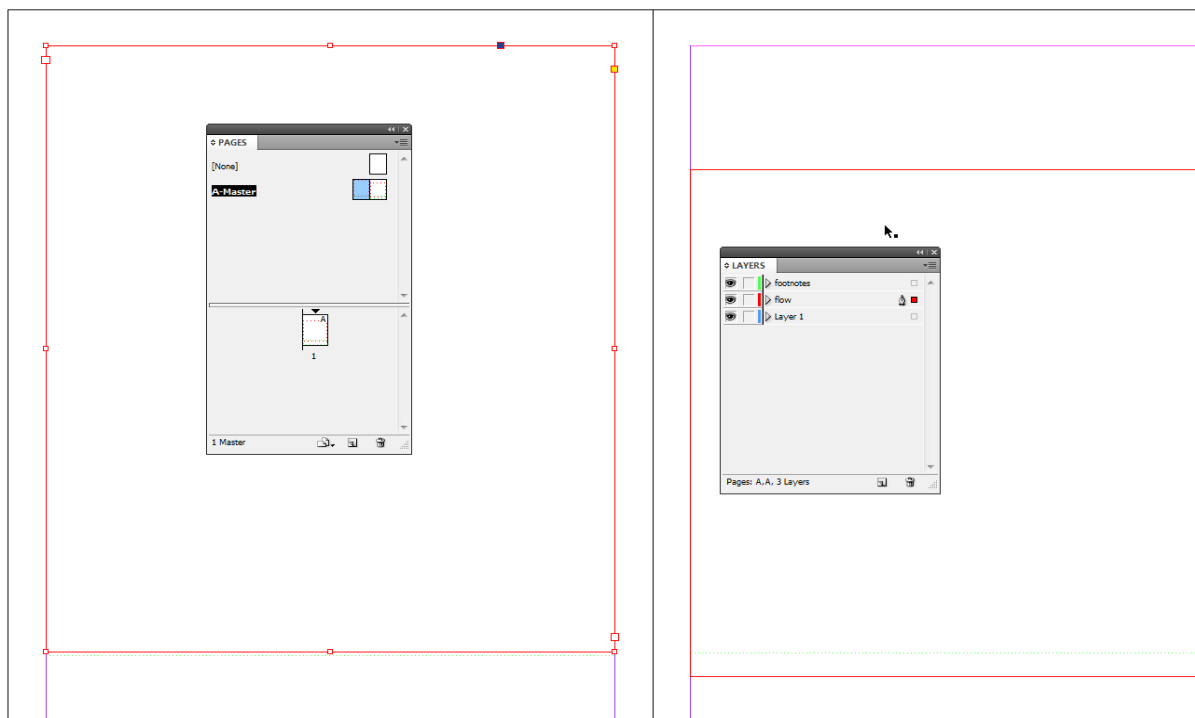 PAGES
[None]
A-Master
A
1
1 Master
LAYERS
footnotes
flow
Layer 1
Pages: A,A, 3 Layers